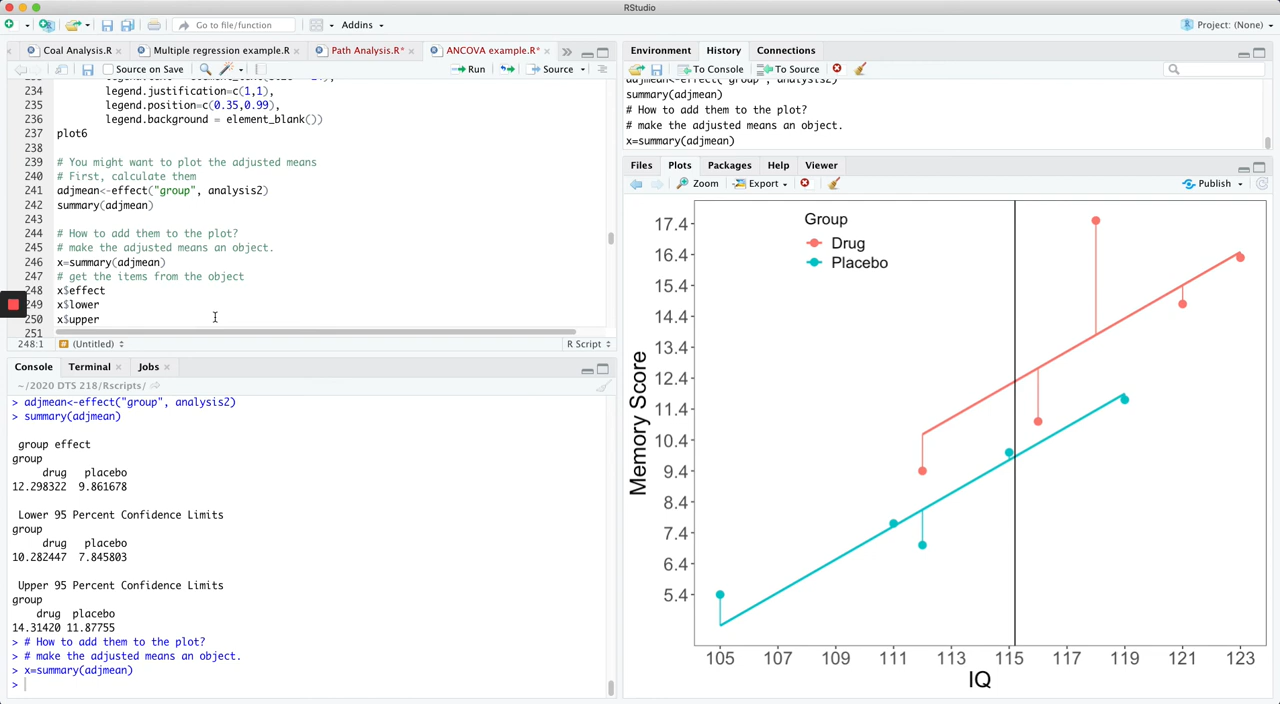 RStudio
Go to file/function
Addins
Project: (None)
Coal Analysis.R
Multiple regression example.R
Path Analysis.R*
ANCOVA example.R*
Source on Save
Run
Source
234 legend.justification=c(1,1),
235 legend.position=c(0.35,0.99),
236 legend.background = element_blank())
237 plot6
238
239 # You might want to plot the adjusted means
240 # First, calculate them
241 adjmean<-effect("group", analysis2)
242 summary(adjmean)
243
244 # How to add them to the plot?
245 # make the adjusted means an object.
246 x=summary(adjmean)
247 # get the items from the object
248 x$effect
249 x$lower
250 x$upper
251
248:1 (Untitled) R Script
Console Terminal Jobs
~/2020 DTS 218/Rscripts/
> adjmean<-effect("group", analysis2)
> summary(adjmean)
group effect
group
drug placebo
12.298322 9.861678
Lower 95 Percent Confidence Limits
group
drug placebo
10.282447 7.845803
Upper 95 Percent Confidence Limits
group
drug placebo
14.31420 11.87755
> # How to add them to the plot?
> # make the adjusted means an object.
> x=summary(adjmean)
>
Environment History Connections
To Console To Source
adjmean<-effect("group", analysis2)
summary(adjmean)
# How to add them to the plot?
# make the adjusted means an object.
x=summary(adjmean)
Files Plots Packages Help Viewer
Zoom Export Publish
Group
Drug
Placebo
17.4
16.4
15.4
14.4
13.4
12.4
11.4
10.4
9.4
8.4
7.4
6.4
5.4
Memory Score
105 107 109 111 113 115 117 119 121 123
IQ